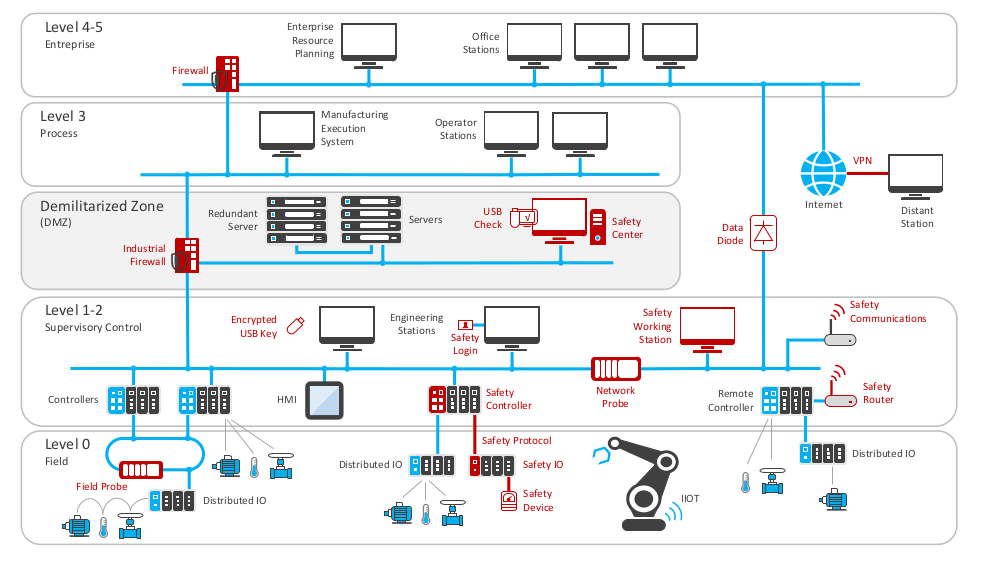 Level 4-5
Entreprise
Enterprise
Resource
Planning
Office
Stations
Firewall
Level 3
Process
Manufacturing
Execution
System
Operator
Stations
VPN
Internet
Distant
Station
Demilitarized Zone
(DMZ)
Redundant
Server
Servers
USB
Check
Safety
Center
Industrial
Firewall
Data
Diode
Level 1-2
Supervisory Control
Encrypted
USB Key
Engineering
Stations
Safety
Login
Safety
Working
Station
Safety
Communications
Controllers
HMI
Safety
Controller
Network
Probe
Remote
Controller
Safety
Router
Level 0
Field
Field Probe
Distributed IO
Distributed IO
Safety Protocol
Safety IO
Safety
Device
IIOT
Distributed IO